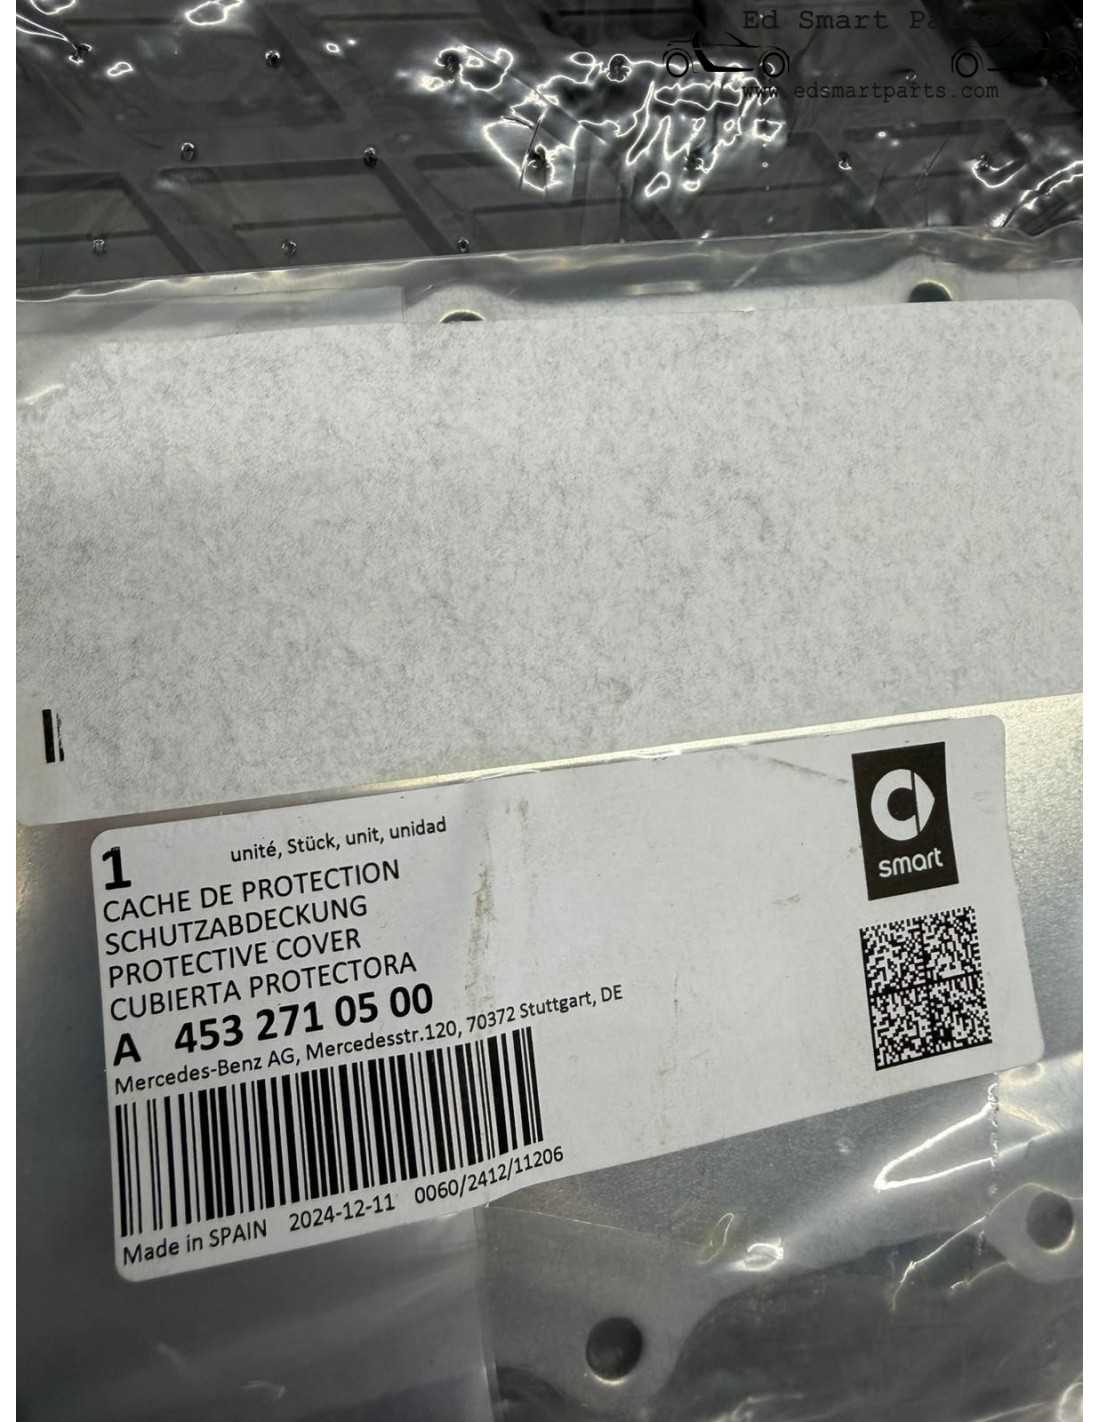 Ed Smart Parts
www.edsmartparts.com
1 unité, Stück, unit, unidad
CACHE DE PROTECTION
SCHUTZABDECKUNG
PROTECTIVE COVER
CUBIERTA PROTECTORA
A 453 271 05 00
Mercedes-Benz AG, Mercedesstr.120, 70372 Stuttgart, DE
Made in SPAIN 2024-12-11 0060/2412/11206
smart